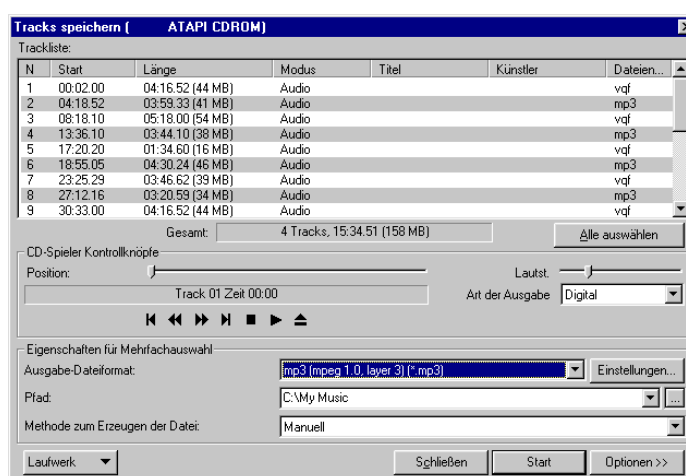 Tracks speichern ( ATAPI CDROM)
Trackliste:
N Start Länge Modus Titel Künstler Dateien...
1 00:02.00 04:16.52 (44 MB) Audio vqf
2 04:18.52 03:59.33 (41 MB) Audio mp3
3 08:18.10 05:18.00 (54 MB) Audio vqf
4 13:36.10 03:44.10 (38 MB) Audio mp3
5 17:20.20 01:34.60 (16 MB) Audio vqf
6 18:55.05 04:30.24 (46 MB) Audio mp3
7 23:25.29 03:46.62 (39 MB) Audio vqf
8 27:12.16 03:20.59 (34 MB) Audio mp3
9 30:33.00 04:16.52 (44 MB) Audio vqf
Gesamt: 4 Tracks, 15:34.51 (158 MB) Alle auswählen
CD-Spieler Kontrollknöpfe
Position: Lautst.
Track 01 Zeit 00:00 Art der Ausgabe Digital
Eigenschaften für Mehrfachauswahl
Ausgabe-Dateiformat: mp3 (mpeg 1.0, layer 3) (*.mp3) Einstellungen...
Pfad: C:\My Music ...
Methode zum Erzeugen der Datei: Manuell
Laufwerk Schließen Start Optionen >>